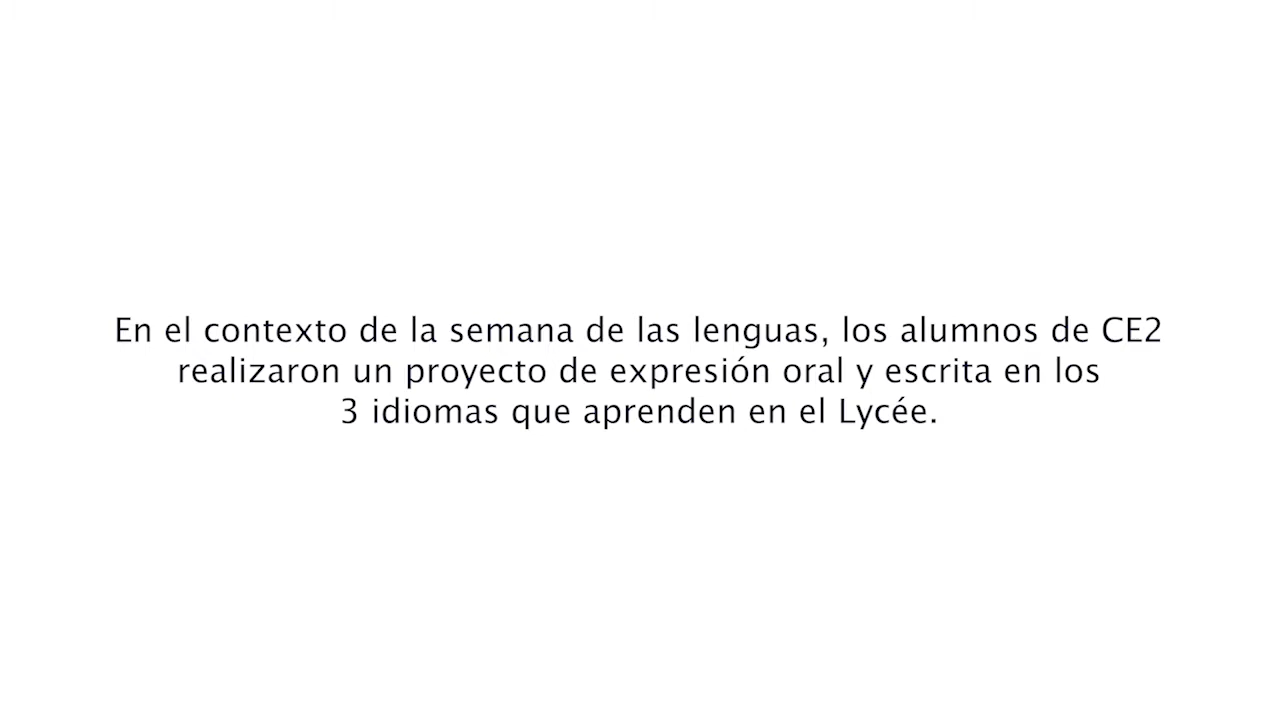 En el contexto de la semana de las lenguas, los alumnos de CE2
realizaron un proyecto de expresión oral y escrita en los
3 idiomas que aprenden en el Lycée.